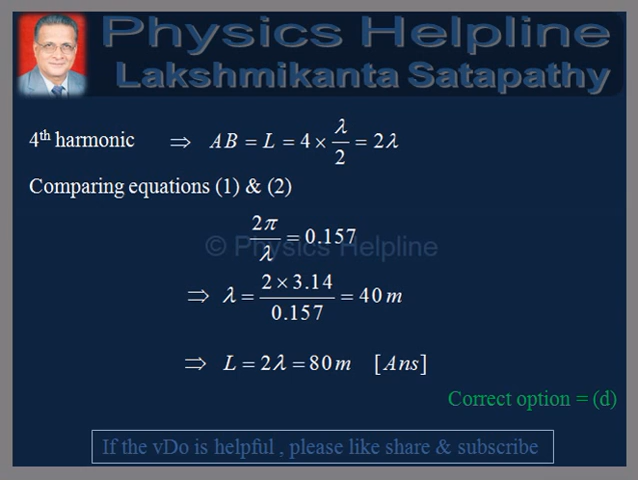 Physics Helpline
Lakshmikanta Satapathy
4th harmonic ⇒ AB = L = 4 × λ/2 = 2λ
Comparing equations (1) & (2)
2π/λ = 0.157
© Physics Helpline
⇒ λ = 2 × 3.14/0.157 = 40 m
⇒ L = 2λ = 80 m [Ans]
Correct option = (d)
If the vDo is helpful , please like share & subscribe